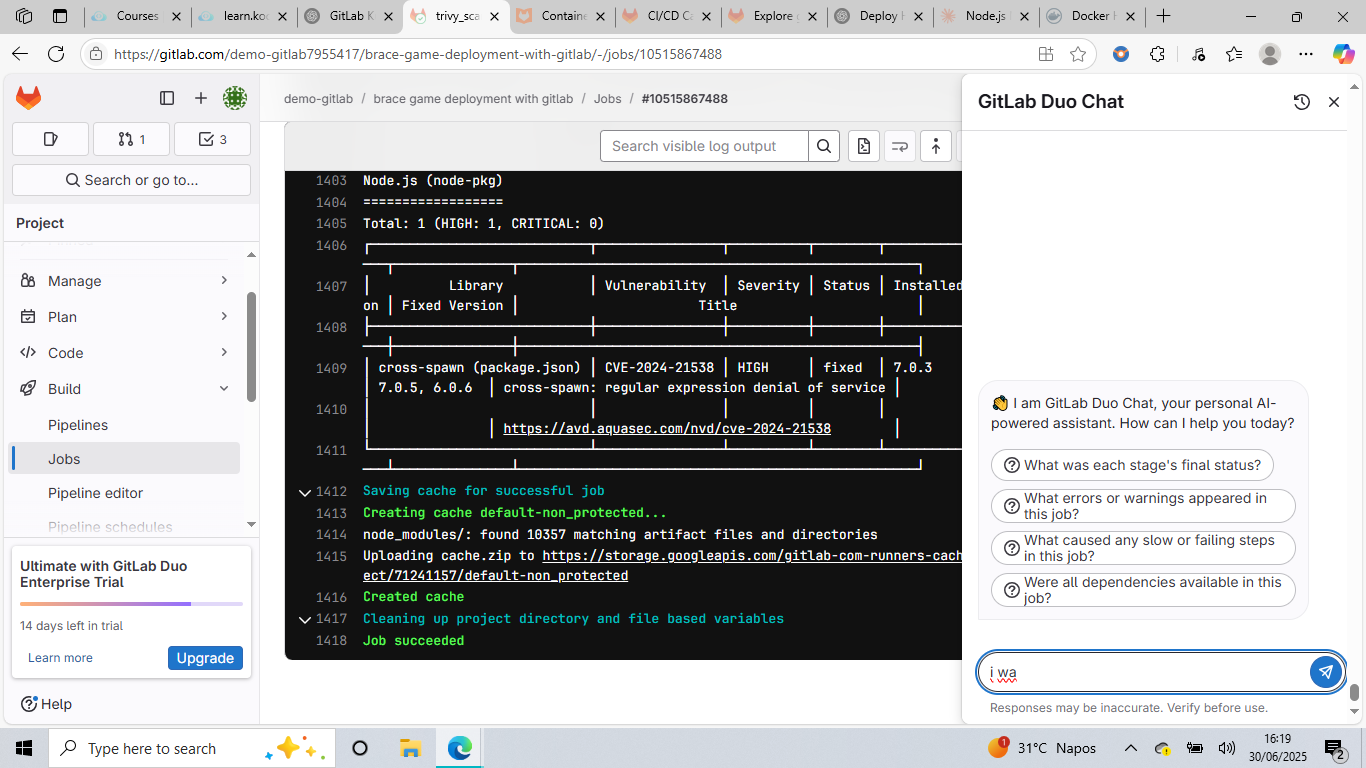 Courses
learn.ko
GitLab K
trivy_sca
Containe
CI/CD Ca
Explore
Deploy
Node.js
Docker
https://gitlab.com/demo-gitlab7955417/brace-game-deployment-with-gitlab/-/jobs/10515867488
1
3
Search or go to...
Project
Manage
Plan
Code
Build
Pipelines
Jobs
Pipeline editor
Pipeline schedules
Ultimate with GitLab Duo
Enterprise Trial
14 days left in trial
Learn more
Upgrade
Help
demo-gitlab / brace game deployment with gitlab / Jobs / #10515867488
Search visible log output
1403 Node.js (node-pkg)
1404 ==================
1405 Total: 1 (HIGH: 1, CRITICAL: 0)
1406
1407 │ Library │ Vulnerability │ Severity │ Status │ Installed
on │ Fixed Version │ Title │
1408
1409 │ cross-spawn (package.json) │ CVE-2024-21538 │ HIGH │ fixed │ 7.0.3
│ 7.0.5, 6.0.6 │ cross-spawn: regular expression denial of service │
1410
│ https://avd.aquasec.com/nvd/cve-2024-21538 │
1411
1412 Saving cache for successful job
1413 Creating cache default-non_protected...
1414 node_modules/: found 10357 matching artifact files and directories
1415 Uploading cache.zip to https://storage.googleapis.com/gitlab-com-runners-cach
ect/71241157/default-non_protected
1416 Created cache
1417 Cleaning up project directory and file based variables
1418 Job succeeded
GitLab Duo Chat
👋 I am GitLab Duo Chat, your personal AI-
powered assistant. How can I help you today?
What was each stage's final status?
What errors or warnings appeared in
this job?
What caused any slow or failing steps
in this job?
Were all dependencies available in this
job?
i wa
Responses may be inaccurate. Verify before use.
Type here to search
1
31°C Napos
16:19
30/06/2025
2